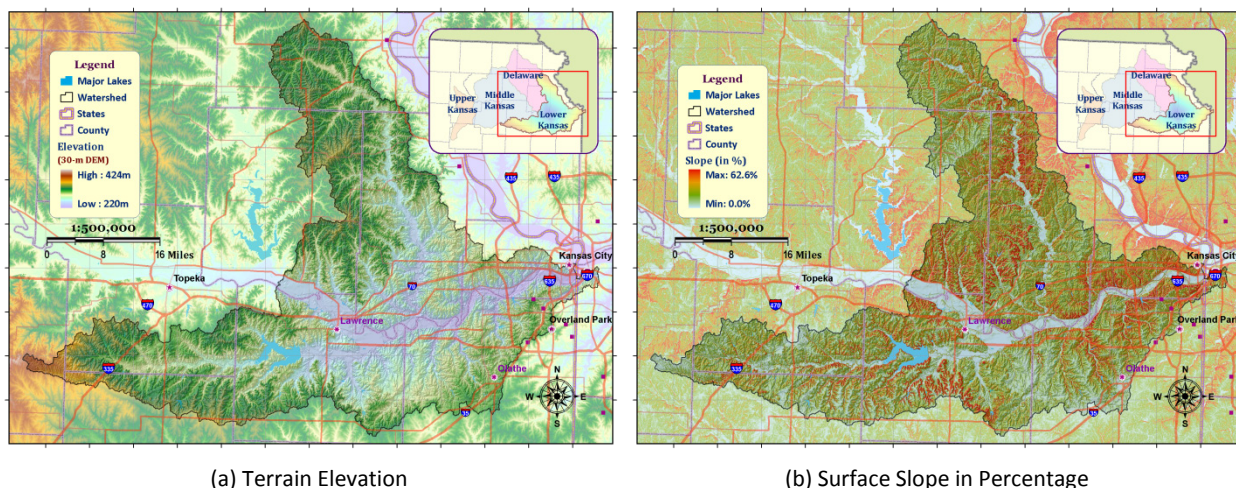 Legend
Major Lakes
Watershed
States
County
Elevation
(30-m DEM)
High : 424m
Low : 220m
1:500,000
0 8 16 Miles
Delaware
Upper
Kansas
Middle
Kansas
Lower
Kansas
435
435
Kansas City
635
670
Topeka
70
470
Lawrence
Overland Park
335
Olathe
35
N
W E
S
Legend
Major Lakes
Watershed
States
County
Slope (in %)
Max: 62.6%
Min: 0.0%
1:500,000
0 8 16 Miles
Delaware
Upper
Kansas
Middle
Kansas
Lower
Kansas
435
435
Kansas City
635
670
Topeka
70
470
Lawrence
Overland Park
335
Olathe
35
N
W E
S
(a) Terrain Elevation
(b) Surface Slope in Percentage